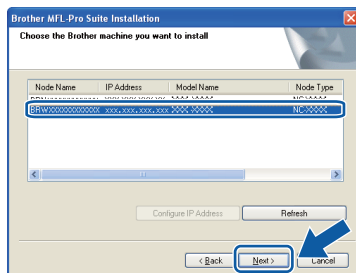 Brother MFL-Pro Suite Installation
Choose the Brother machine you want to install
Node Name IP Address Model Name Node Type
BRWXXXXXXXXXXXX xxx.xxx.xxx.xxx XXX-XXXX NC-XXXX
Configure IP Address Refresh
< Back Next > Cancel